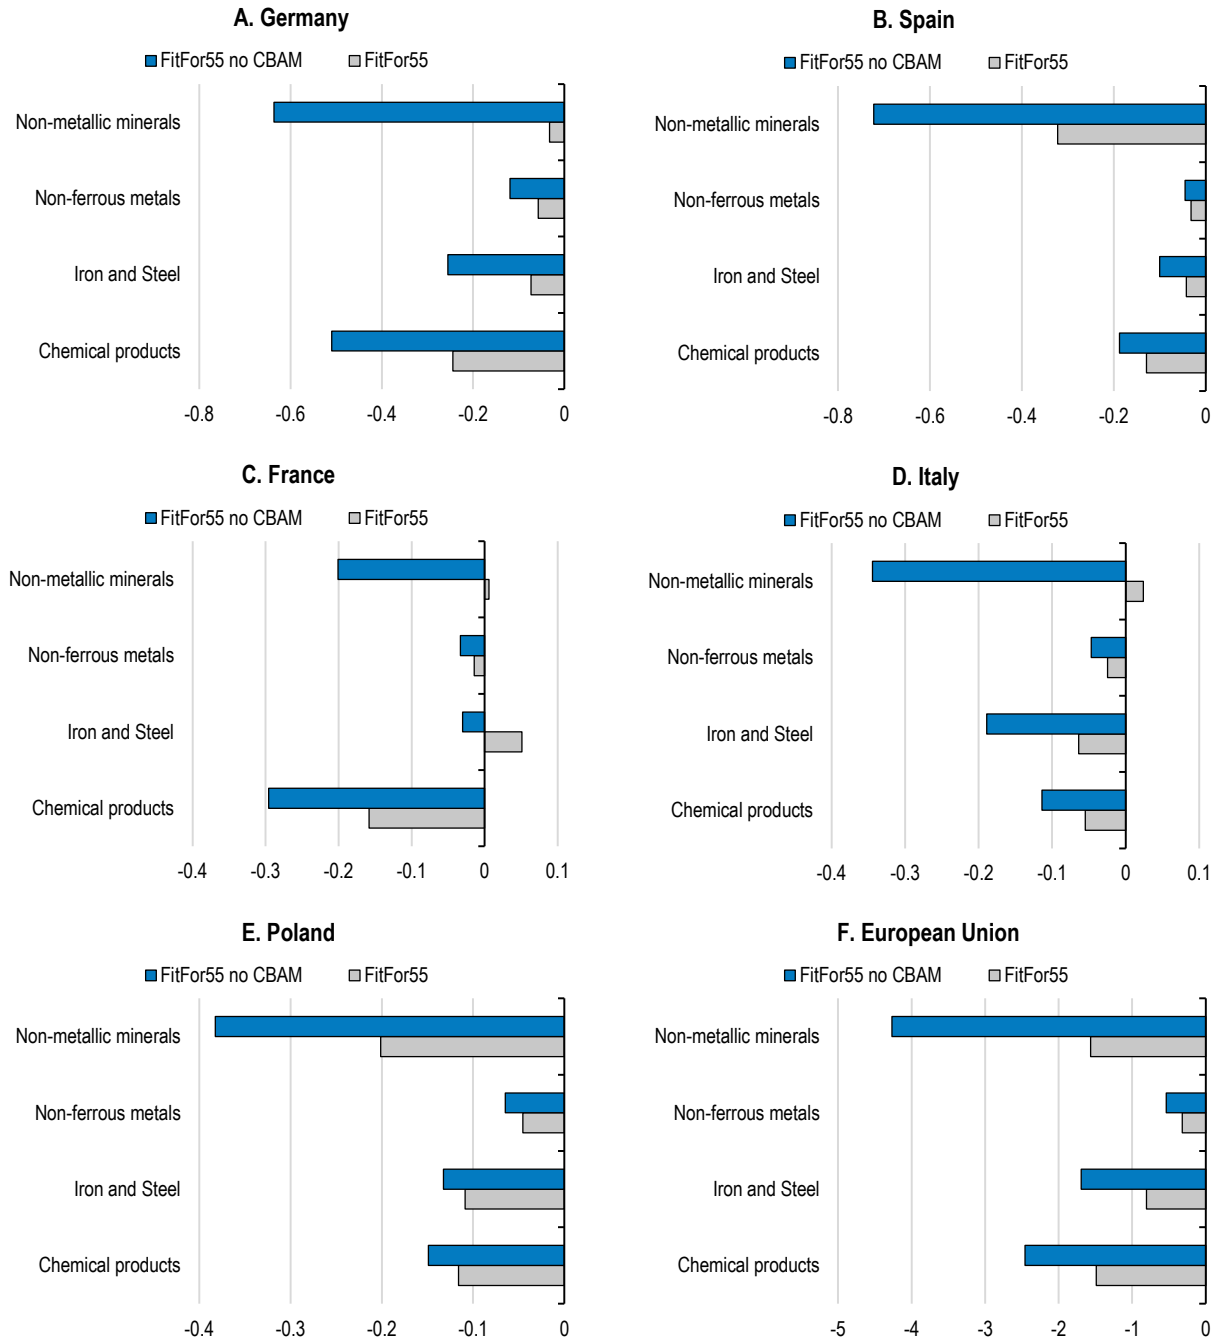 A. Germany
FitFor55 no CBAM FitFor55
Non-metallic minerals
Non-ferrous metals
Iron and Steel
Chemical products
-0.8 -0.6 -0.4 -0.2 0
B. Spain
FitFor55 no CBAM FitFor55
Non-metallic minerals
Non-ferrous metals
Iron and Steel
Chemical products
-0.8 -0.6 -0.4 -0.2 0
C. France
FitFor55 no CBAM FitFor55
Non-metallic minerals
Non-ferrous metals
Iron and Steel
Chemical products
-0.4 -0.3 -0.2 -0.1 0 0.1
D. Italy
FitFor55 no CBAM FitFor55
Non-metallic minerals
Non-ferrous metals
Iron and Steel
Chemical products
-0.4 -0.3 -0.2 -0.1 0 0.1
E. Poland
FitFor55 no CBAM FitFor55
Non-metallic minerals
Non-ferrous metals
Iron and Steel
Chemical products
-0.4 -0.3 -0.2 -0.1 0
F. European Union
FitFor55 no CBAM FitFor55
Non-metallic minerals
Non-ferrous metals
Iron and Steel
Chemical products
-5 -4 -3 -2 -1 0